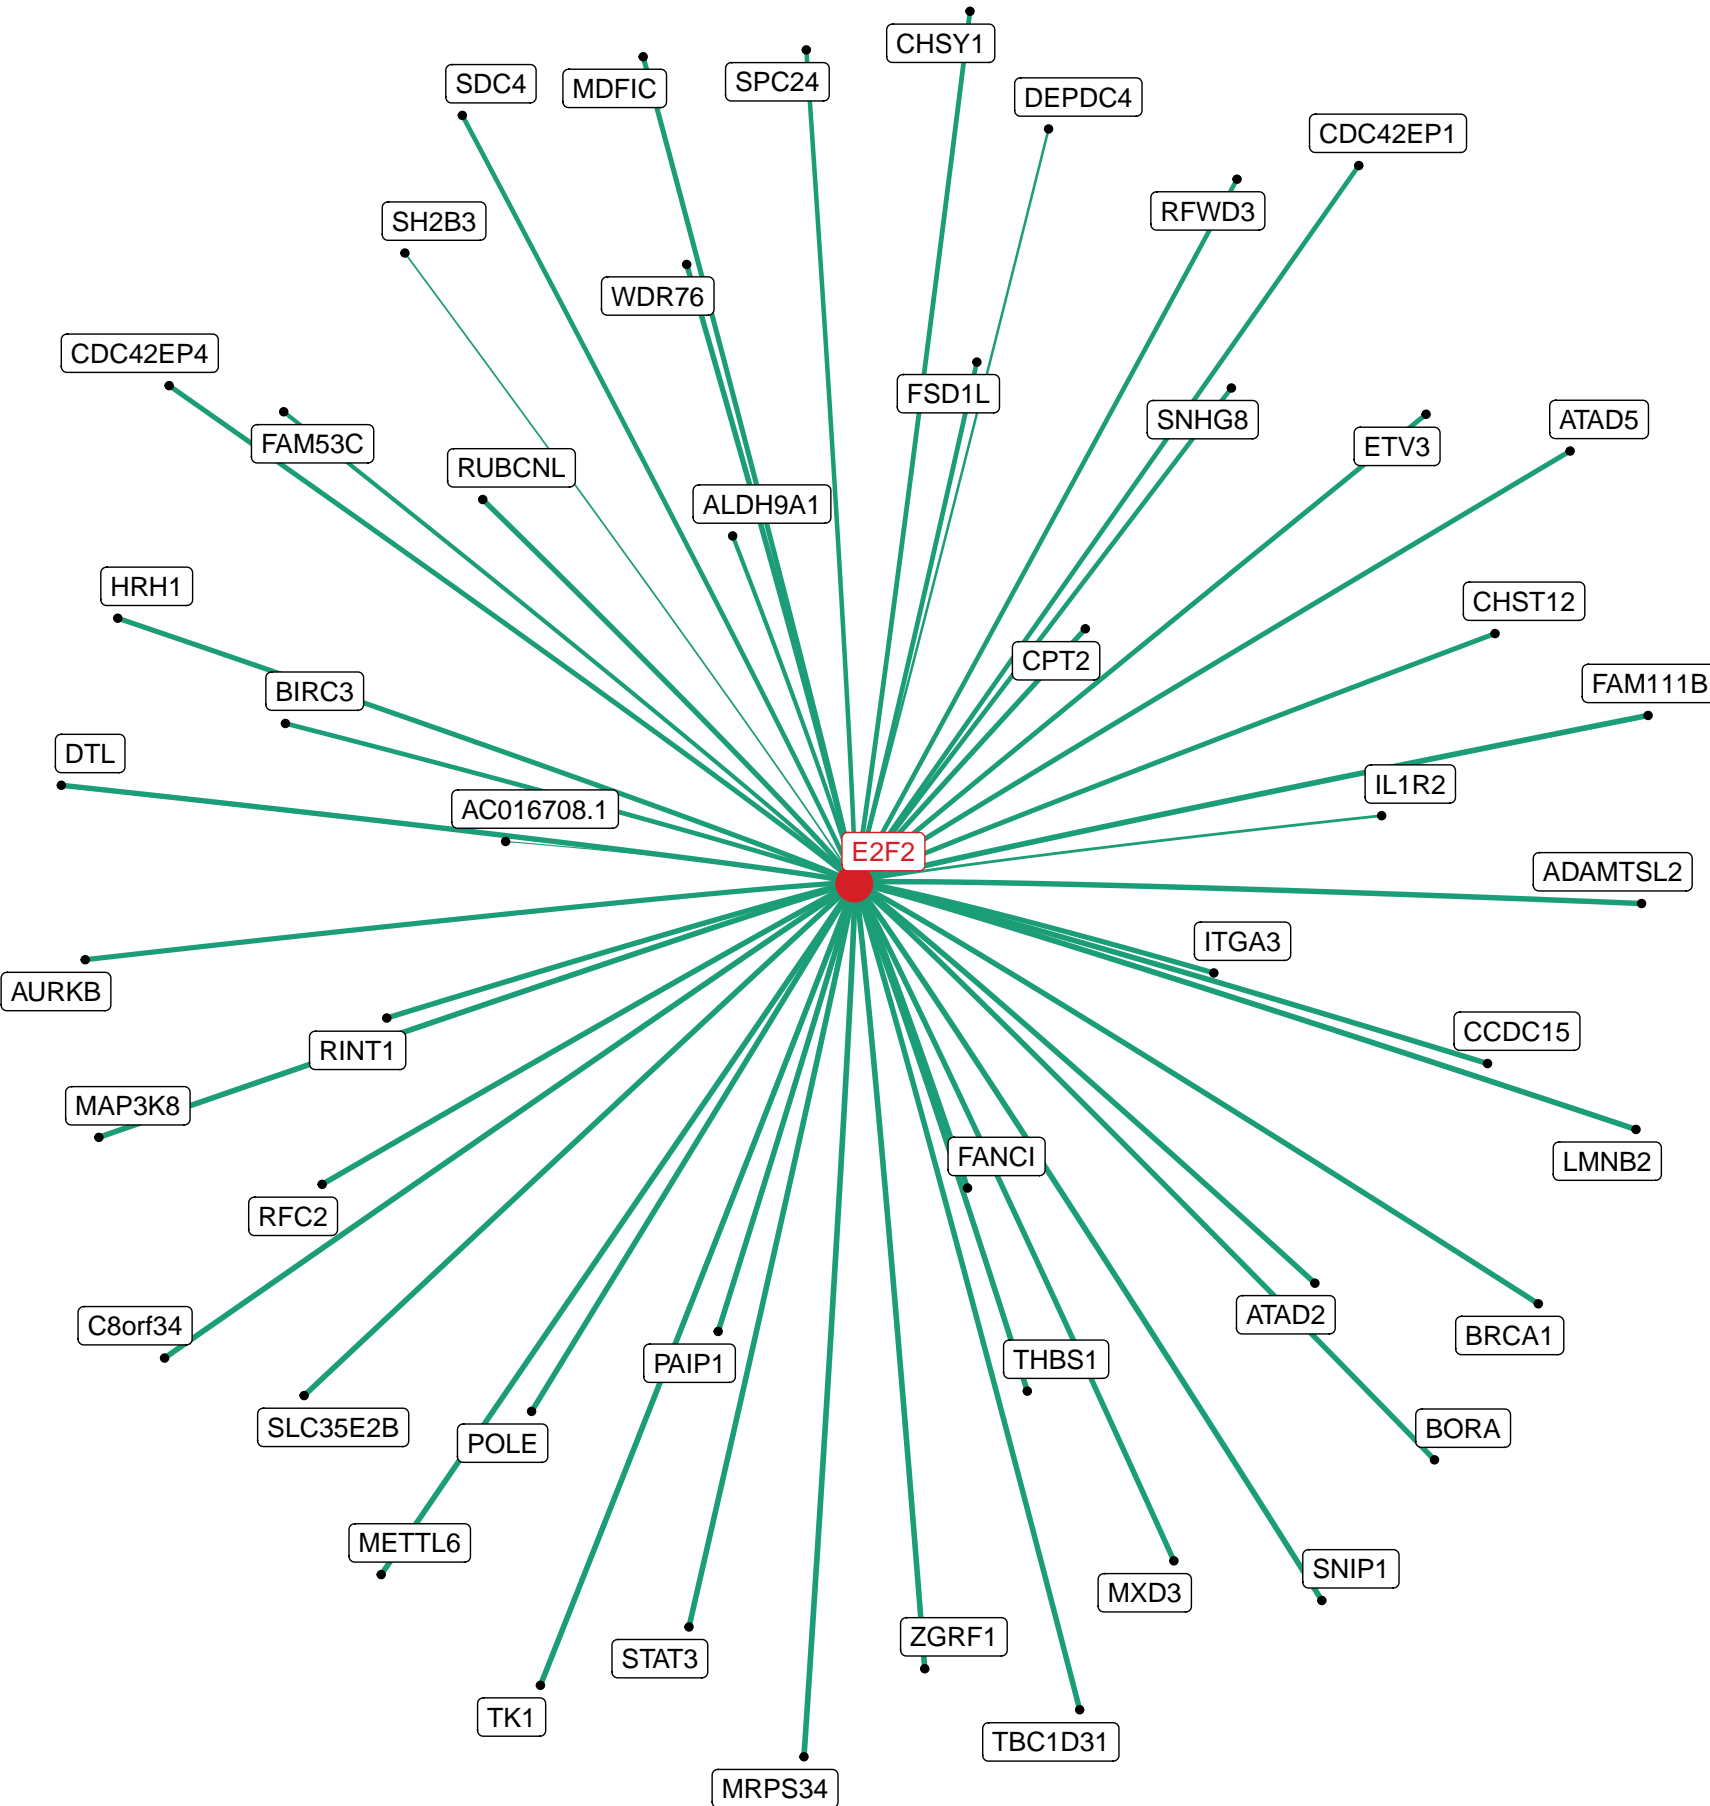 CHSY1
SDC4
MDFIC
SPC24
DEPDC4
CDC42EP1
RFWD3
SH2B3
WDR76
CDC42EP4
FSD1L
SNHG8
ATAD5
FAM53C
ETV3
RUBCNL
ALDH9A1
HRH1
CHST12
CPT2
BIRC3
FAM111B
DTL
IL1R2
AC016708.1
E2F2
ADAMTSL2
ITGA3
AURKB
CCDC15
RINT1
MAP3K8
FANCI
LMNB2
RFC2
ATAD2
C8orf34
BRCA1
THBS1
PAIP1
SLC35E2B
BORA
POLE
METTL6
SNIP1
MXD3
ZGRF1
STAT3
TK1
TBC1D31
MRPS34